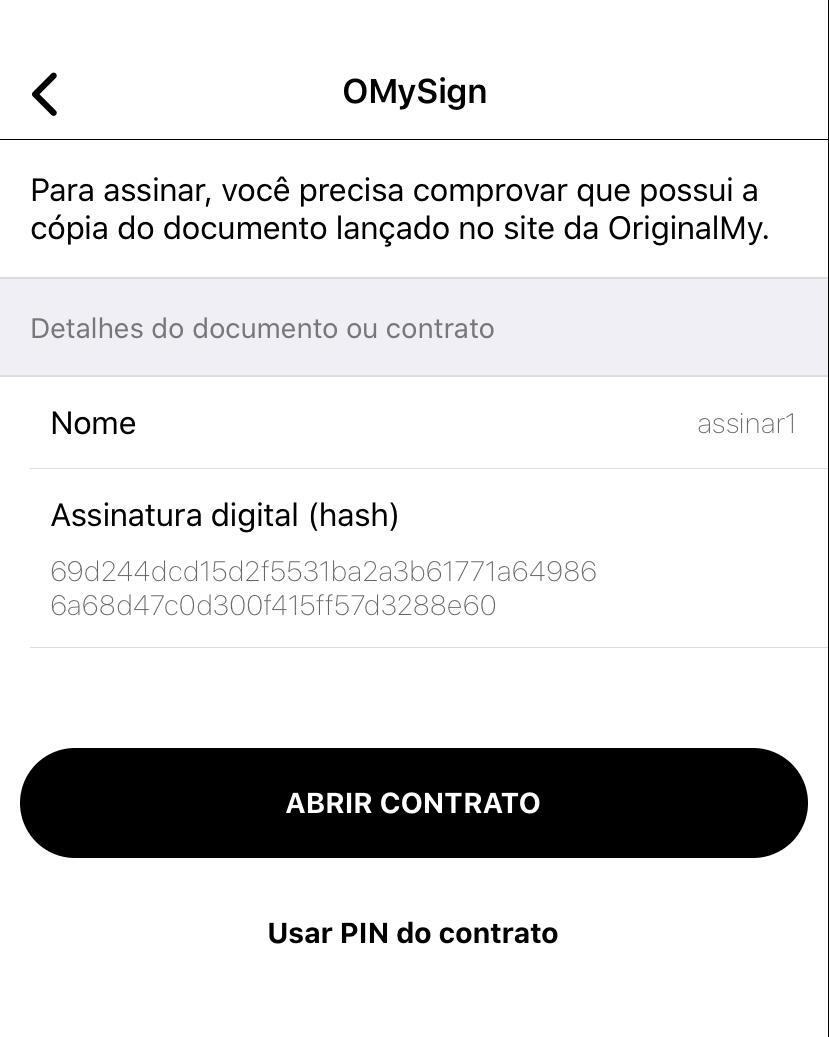 OMySign
Para assinar, você precisa comprovar que possui a
cópia do documento lançado no site da OriginalMy.
Detalhes do documento ou contrato
Nome
assinar1
Assinatura digital (hash)
69d244dcd15d2f5531ba2a3b61771a64986
6a68d47c0d300f415ff57d3288e60
ABRIR CONTRATO
Usar PIN do contrato